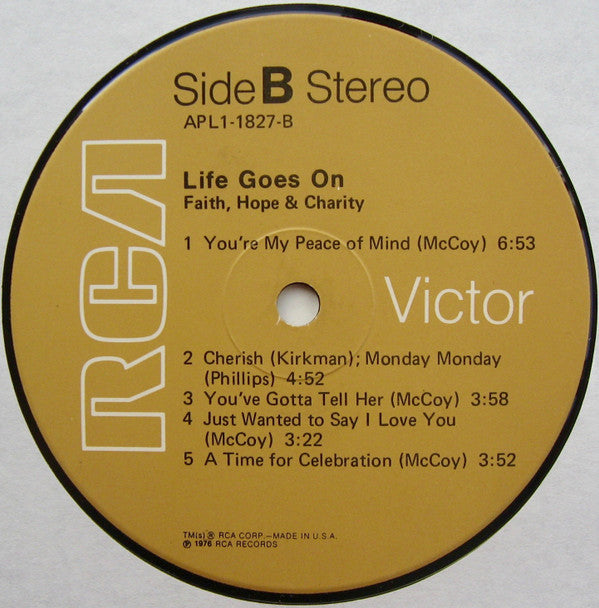 Side B Stereo
APL1-1827-B
RCA
Life Goes On
Faith, Hope & Charity
1 You're My Peace of Mind (McCoy) 6:53
Victor
2 Cherish (Kirkman); Monday Monday
(Phillips) 4:52
3 You've Gotta Tell Her (McCoy) 3:58
4 Just Wanted to Say I Love You
(McCoy) 3:22
5 A Time for Celebration (McCoy) 3:52
TM(s) ® RCA CORP.—MADE IN U.S.A.
℗ 1976 RCA RECORDS